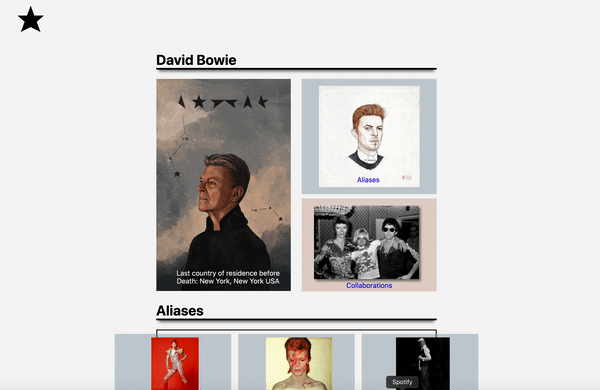 David Bowie
Aliases
Last country of residence before
Death: New York, New York USA
Collaborations
Aliases
Spotify